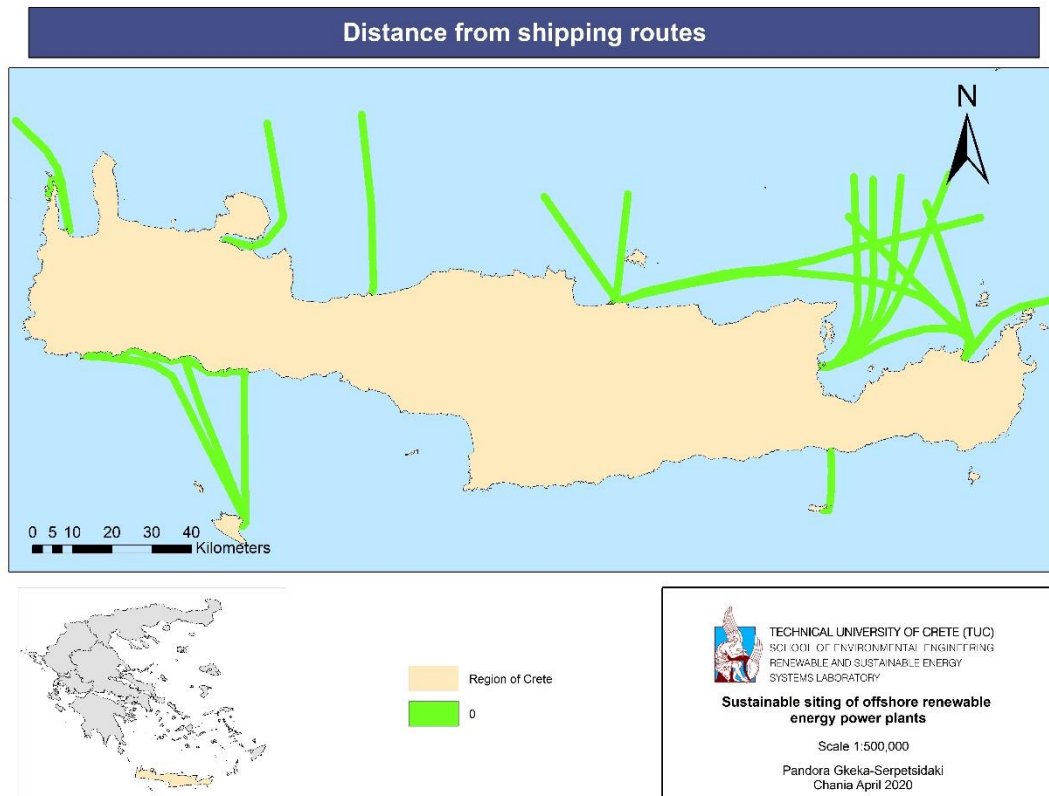 Distance from shipping routes
N
0 5 10 20 30 40
Kilometers
Region of Crete
0
TECHNICAL UNIVERSITY OF CRETE (TUC)
SCHOOL OF ENVIRONMENTAL ENGINEERING
RENEWABLE AND SUSTAINABLE ENERGY
SYSTEMS LABORATORY
Sustainable siting of offshore renewable
energy power plants
Scale 1:500,000
Pandora Gkeka-Serpetsidaki
Chania April 2020